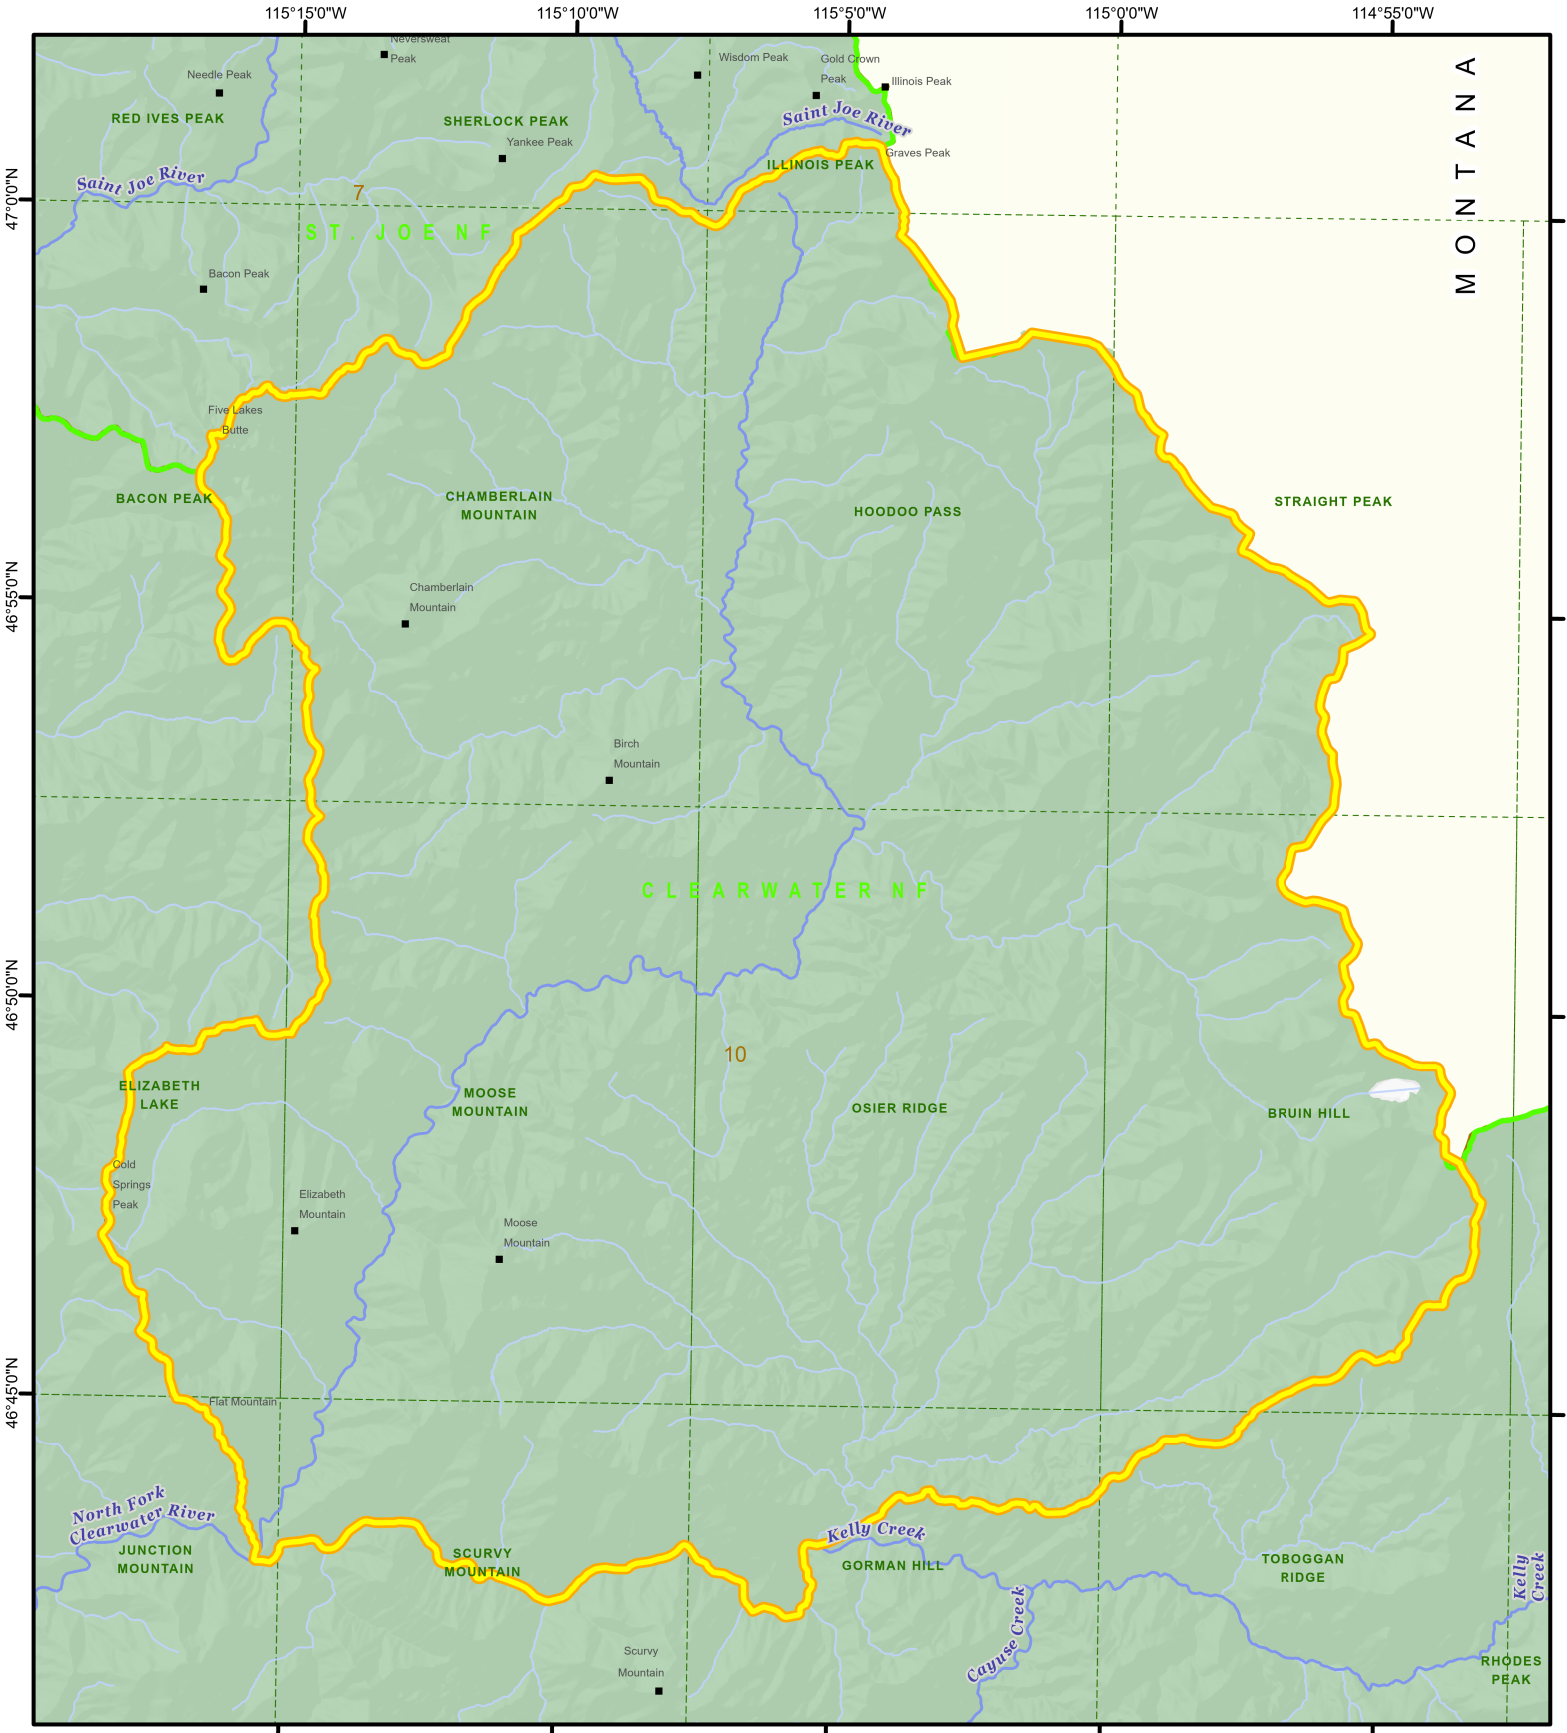 115°15'0"W
115°10'0"W
115°5'0"W
115°0'0"W
114°55'0"W
Neversweat
Peak
Wisdom Peak
Gold Crown
Peak
Illinois Peak
Needle Peak
RED IVES PEAK
SHERLOCK PEAK
Saint Joe River
MONTANA
Yankee Peak
Graves Peak
ILLINOIS PEAK
Saint Joe River
47°0'0"N
7
ST. JOE NF
Bacon Peak
Five Lakes
Butte
BACON PEAK
CHAMBERLAIN
MOUNTAIN
HOODOO PASS
STRAIGHT PEAK
46°55'0"N
Chamberlain
Mountain
Birch
Mountain
CLEARWATER NF
46°50'0"N
10
ELIZABETH
LAKE
MOOSE
MOUNTAIN
OSIER RIDGE
BRUIN HILL
Cold
Springs
Peak
Elizabeth
Mountain
Moose
Mountain
46°45'0"N
Flat Mountain
North Fork
Clearwater River
JUNCTION
MOUNTAIN
SCURVY
MOUNTAIN
Kelly Creek
GORMAN HILL
TOBOGGAN
RIDGE
Kelly
Creek
Cayuse Creek
Scurvy
Mountain
RHODES
PEAK